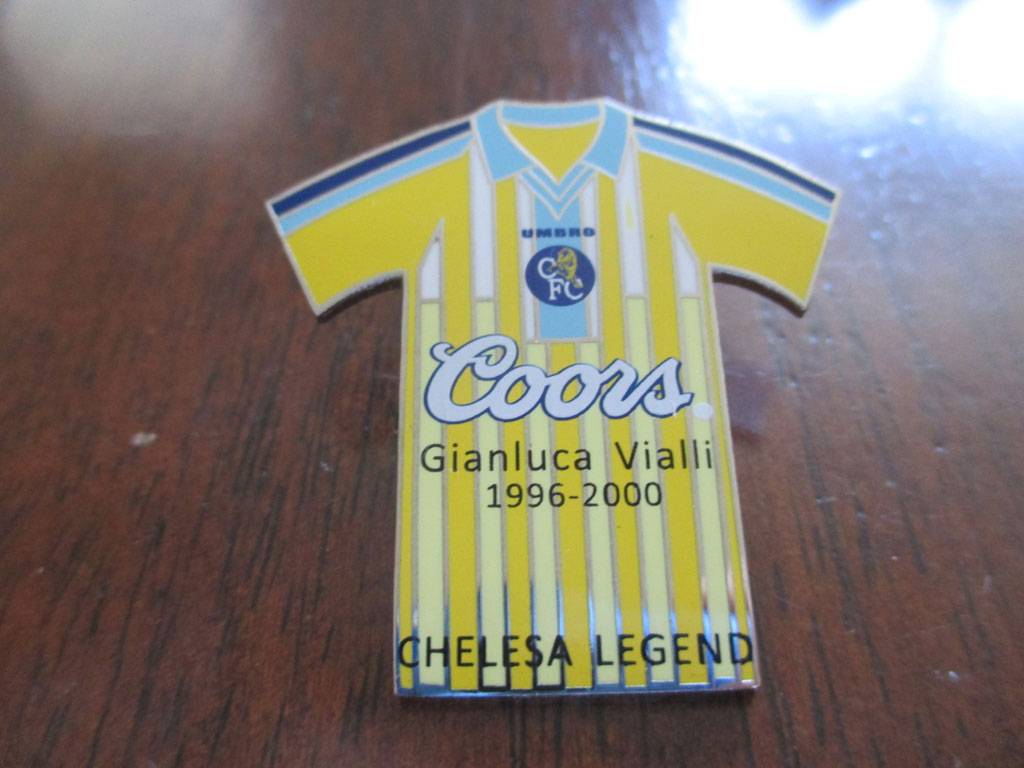 UMBRO
CFC
Coors.
Gianluca Vialli
1996-2000
CHELESA LEGEND